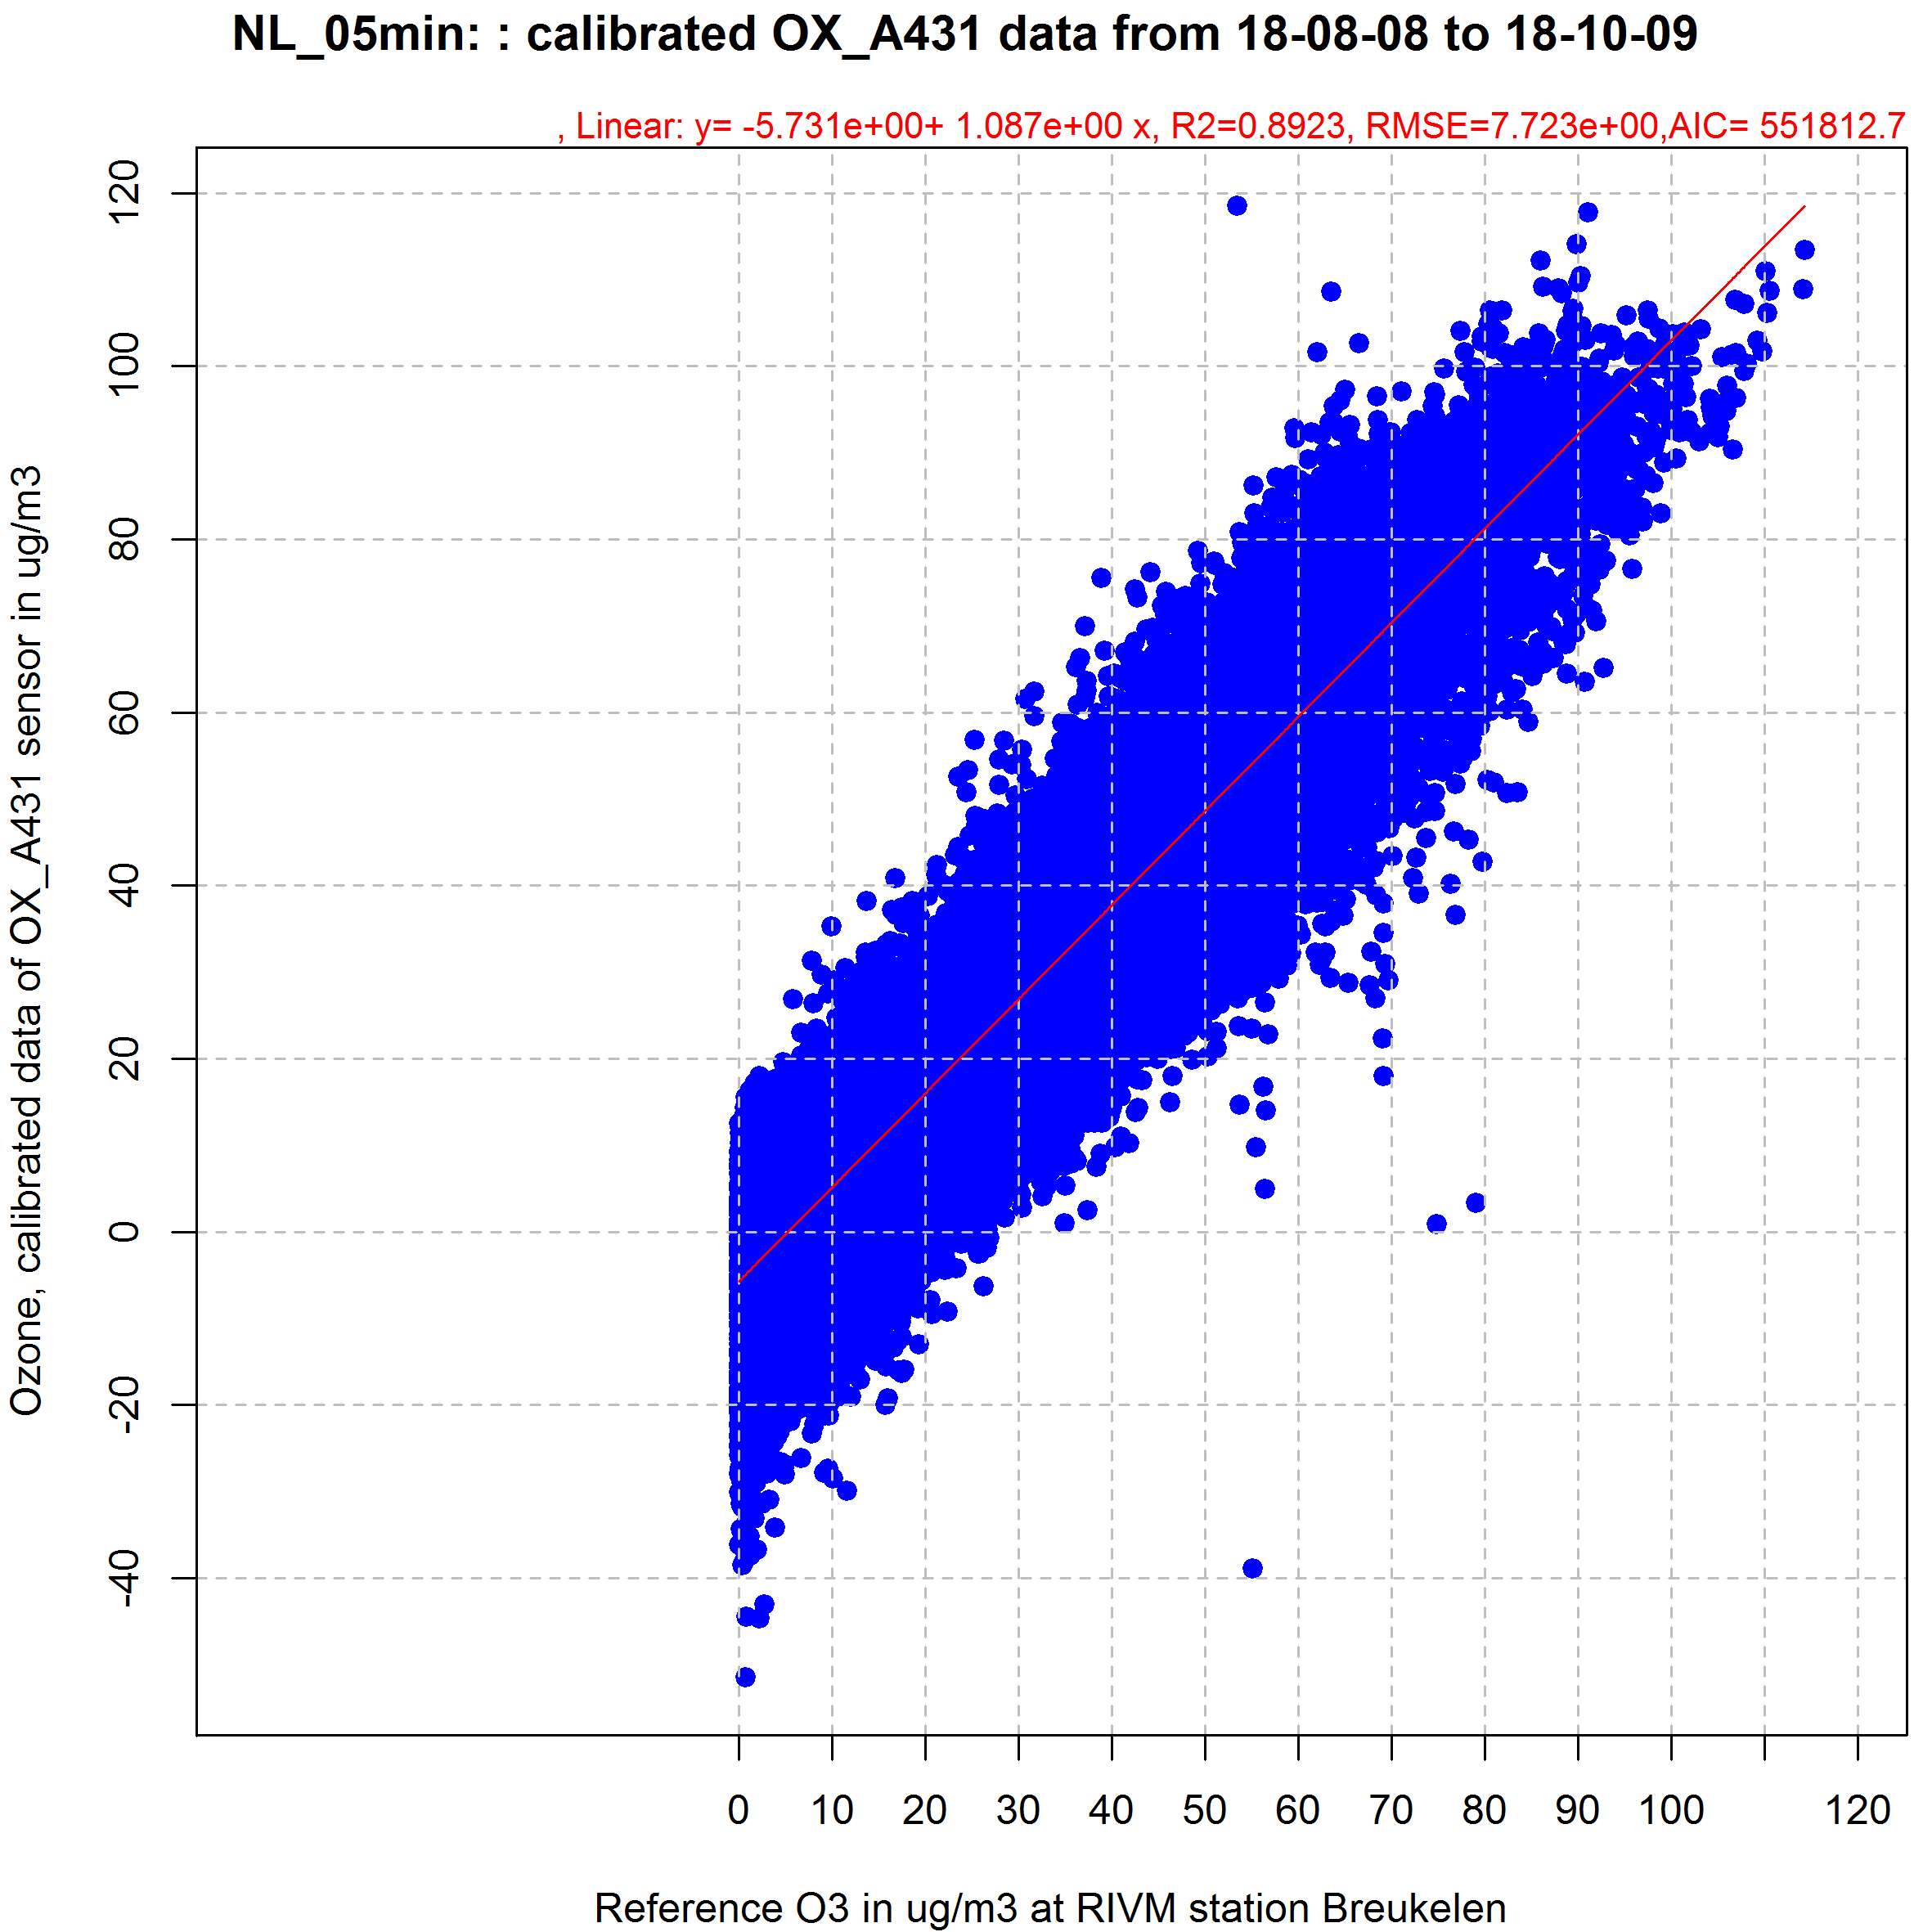 NL_05min: : calibrated OX_A431 data from 18-08-08 to 18-10-09
, Linear: y= -5.731e+00+ 1.087e+00 x, R2=0.8923, RMSE=7.723e+00,AIC= 551812.7
Ozone, calibrated data of OX_A431 sensor in ug/m3
120
100
80
60
40
20
0
-20
-40
0 10 20 30 40 50 60 70 80 90 100 120
Reference O3 in ug/m3 at RIVM station Breukelen